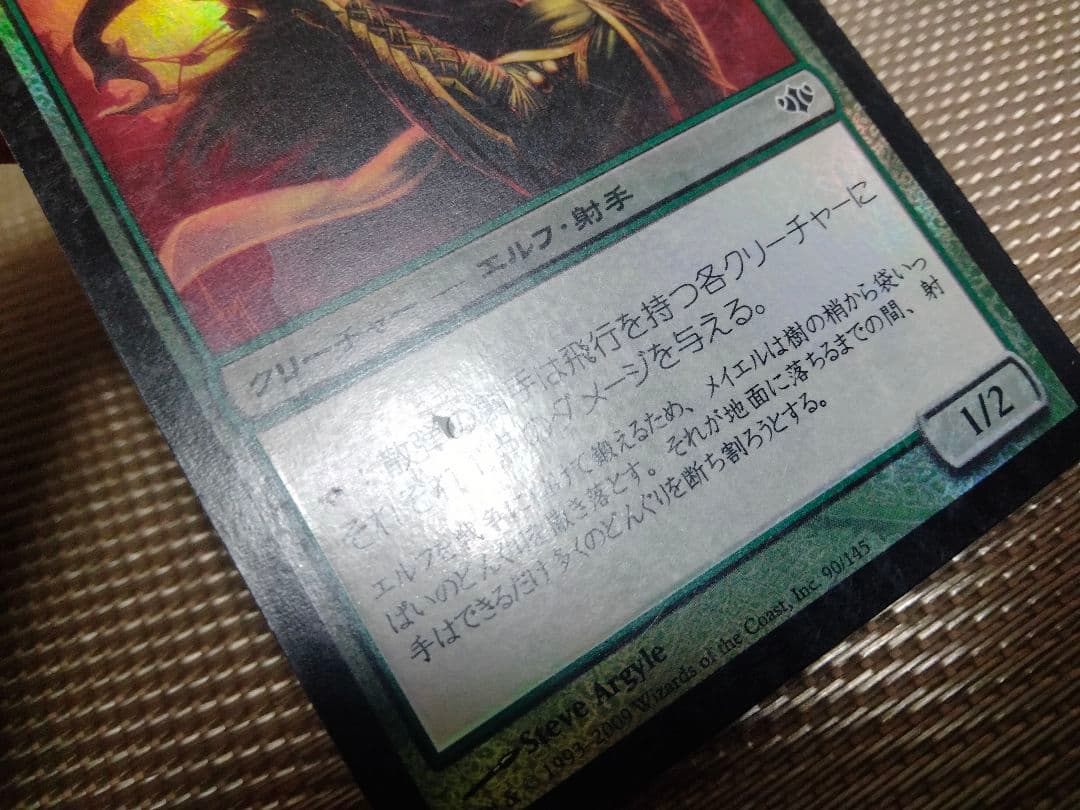 クリーチャー — エルフ・射手
散弾の射手は飛行を持つ各クリーチャーに
それぞれ1点のダメージを与える。
エルフを戦争に向けて鍛えるため、メイエルは樹の梢から袋いっ
ぱいのどんぐりを撒き落とす。それが地面に落ちるまでの間、射
手はできるだけ多くのどんぐりを断ち割ろうとする。
1/2
Steve Argyle
& © 1993–2009 Wizards of the Coast, Inc. 90/145